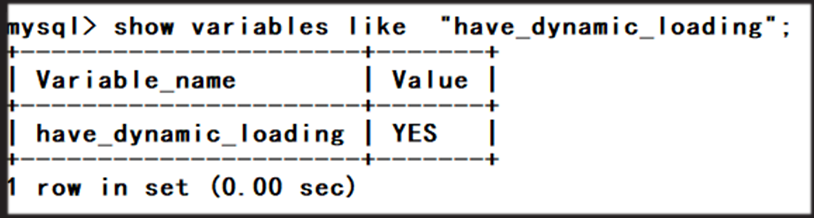 mysql> show variables like  "have_dynamic_loading";
+----------------------+-------+
| Variable_name        | Value |
+----------------------+-------+
| have_dynamic_loading | YES   |
+----------------------+-------+
1 row in set (0.00 sec)